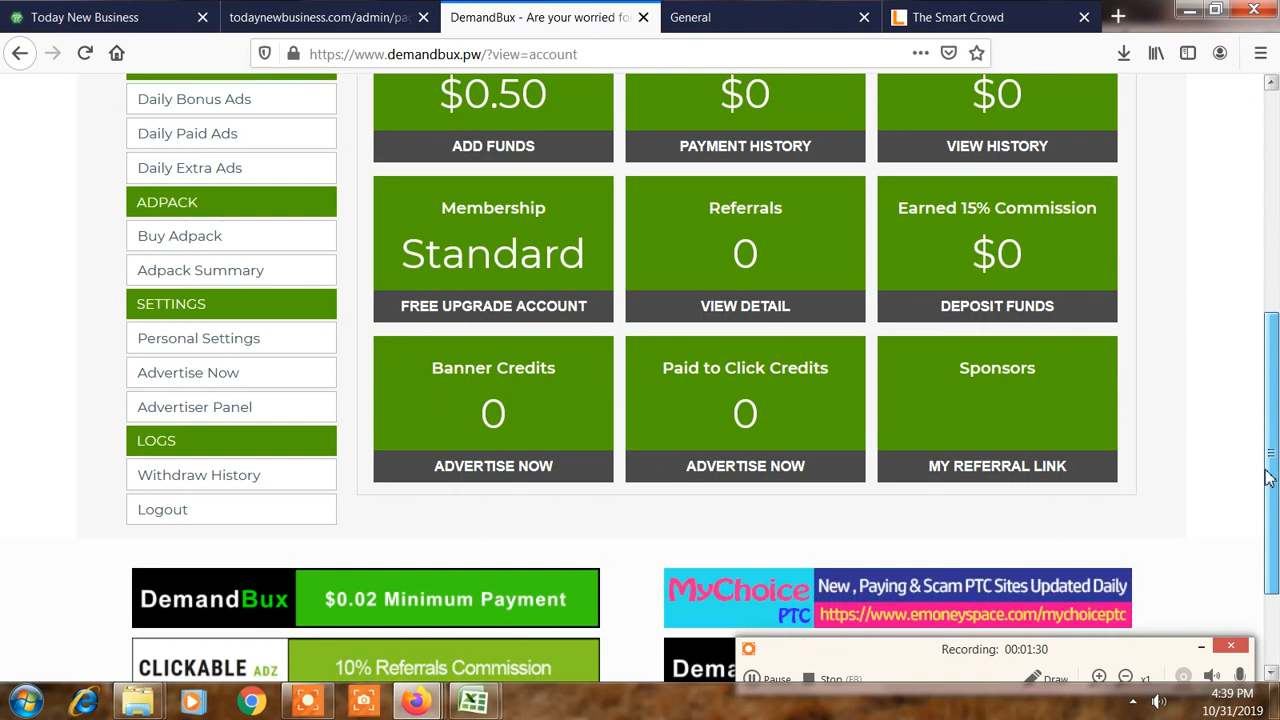 Today New Business
todaynewbusiness.com/admin/pa
DemandBux - Are your worried fo
General
The Smart Crowd
https://www.demandbux.pw/?view=account
Daily Bonus Ads
Daily Paid Ads
Daily Extra Ads
ADPACK
Buy Adpack
Adpack Summary
SETTINGS
Personal Settings
Advertise Now
Advertiser Panel
LOGS
Withdraw History
Logout
$0.50
ADD FUNDS
$0
PAYMENT HISTORY
$0
VIEW HISTORY
Membership
Standard
FREE UPGRADE ACCOUNT
Referrals
0
VIEW DETAIL
Earned 15% Commission
$0
DEPOSIT FUNDS
Banner Credits
0
ADVERTISE NOW
Paid to Click Credits
0
ADVERTISE NOW
Sponsors
MY REFERRAL LINK
DemandBux
$0.02 Minimum Payment
MyChoice
PTC
New , Paying & Scam PTC Sites Updated Daily
https://www.emoneyspace.com/mychoiceptc
CLICKABLE ADZ
10% Referrals Commission
Dem
Recording: 00:01:30
Pause
Stop (F8)
Draw
x1
4:39 PM
10/31/2019